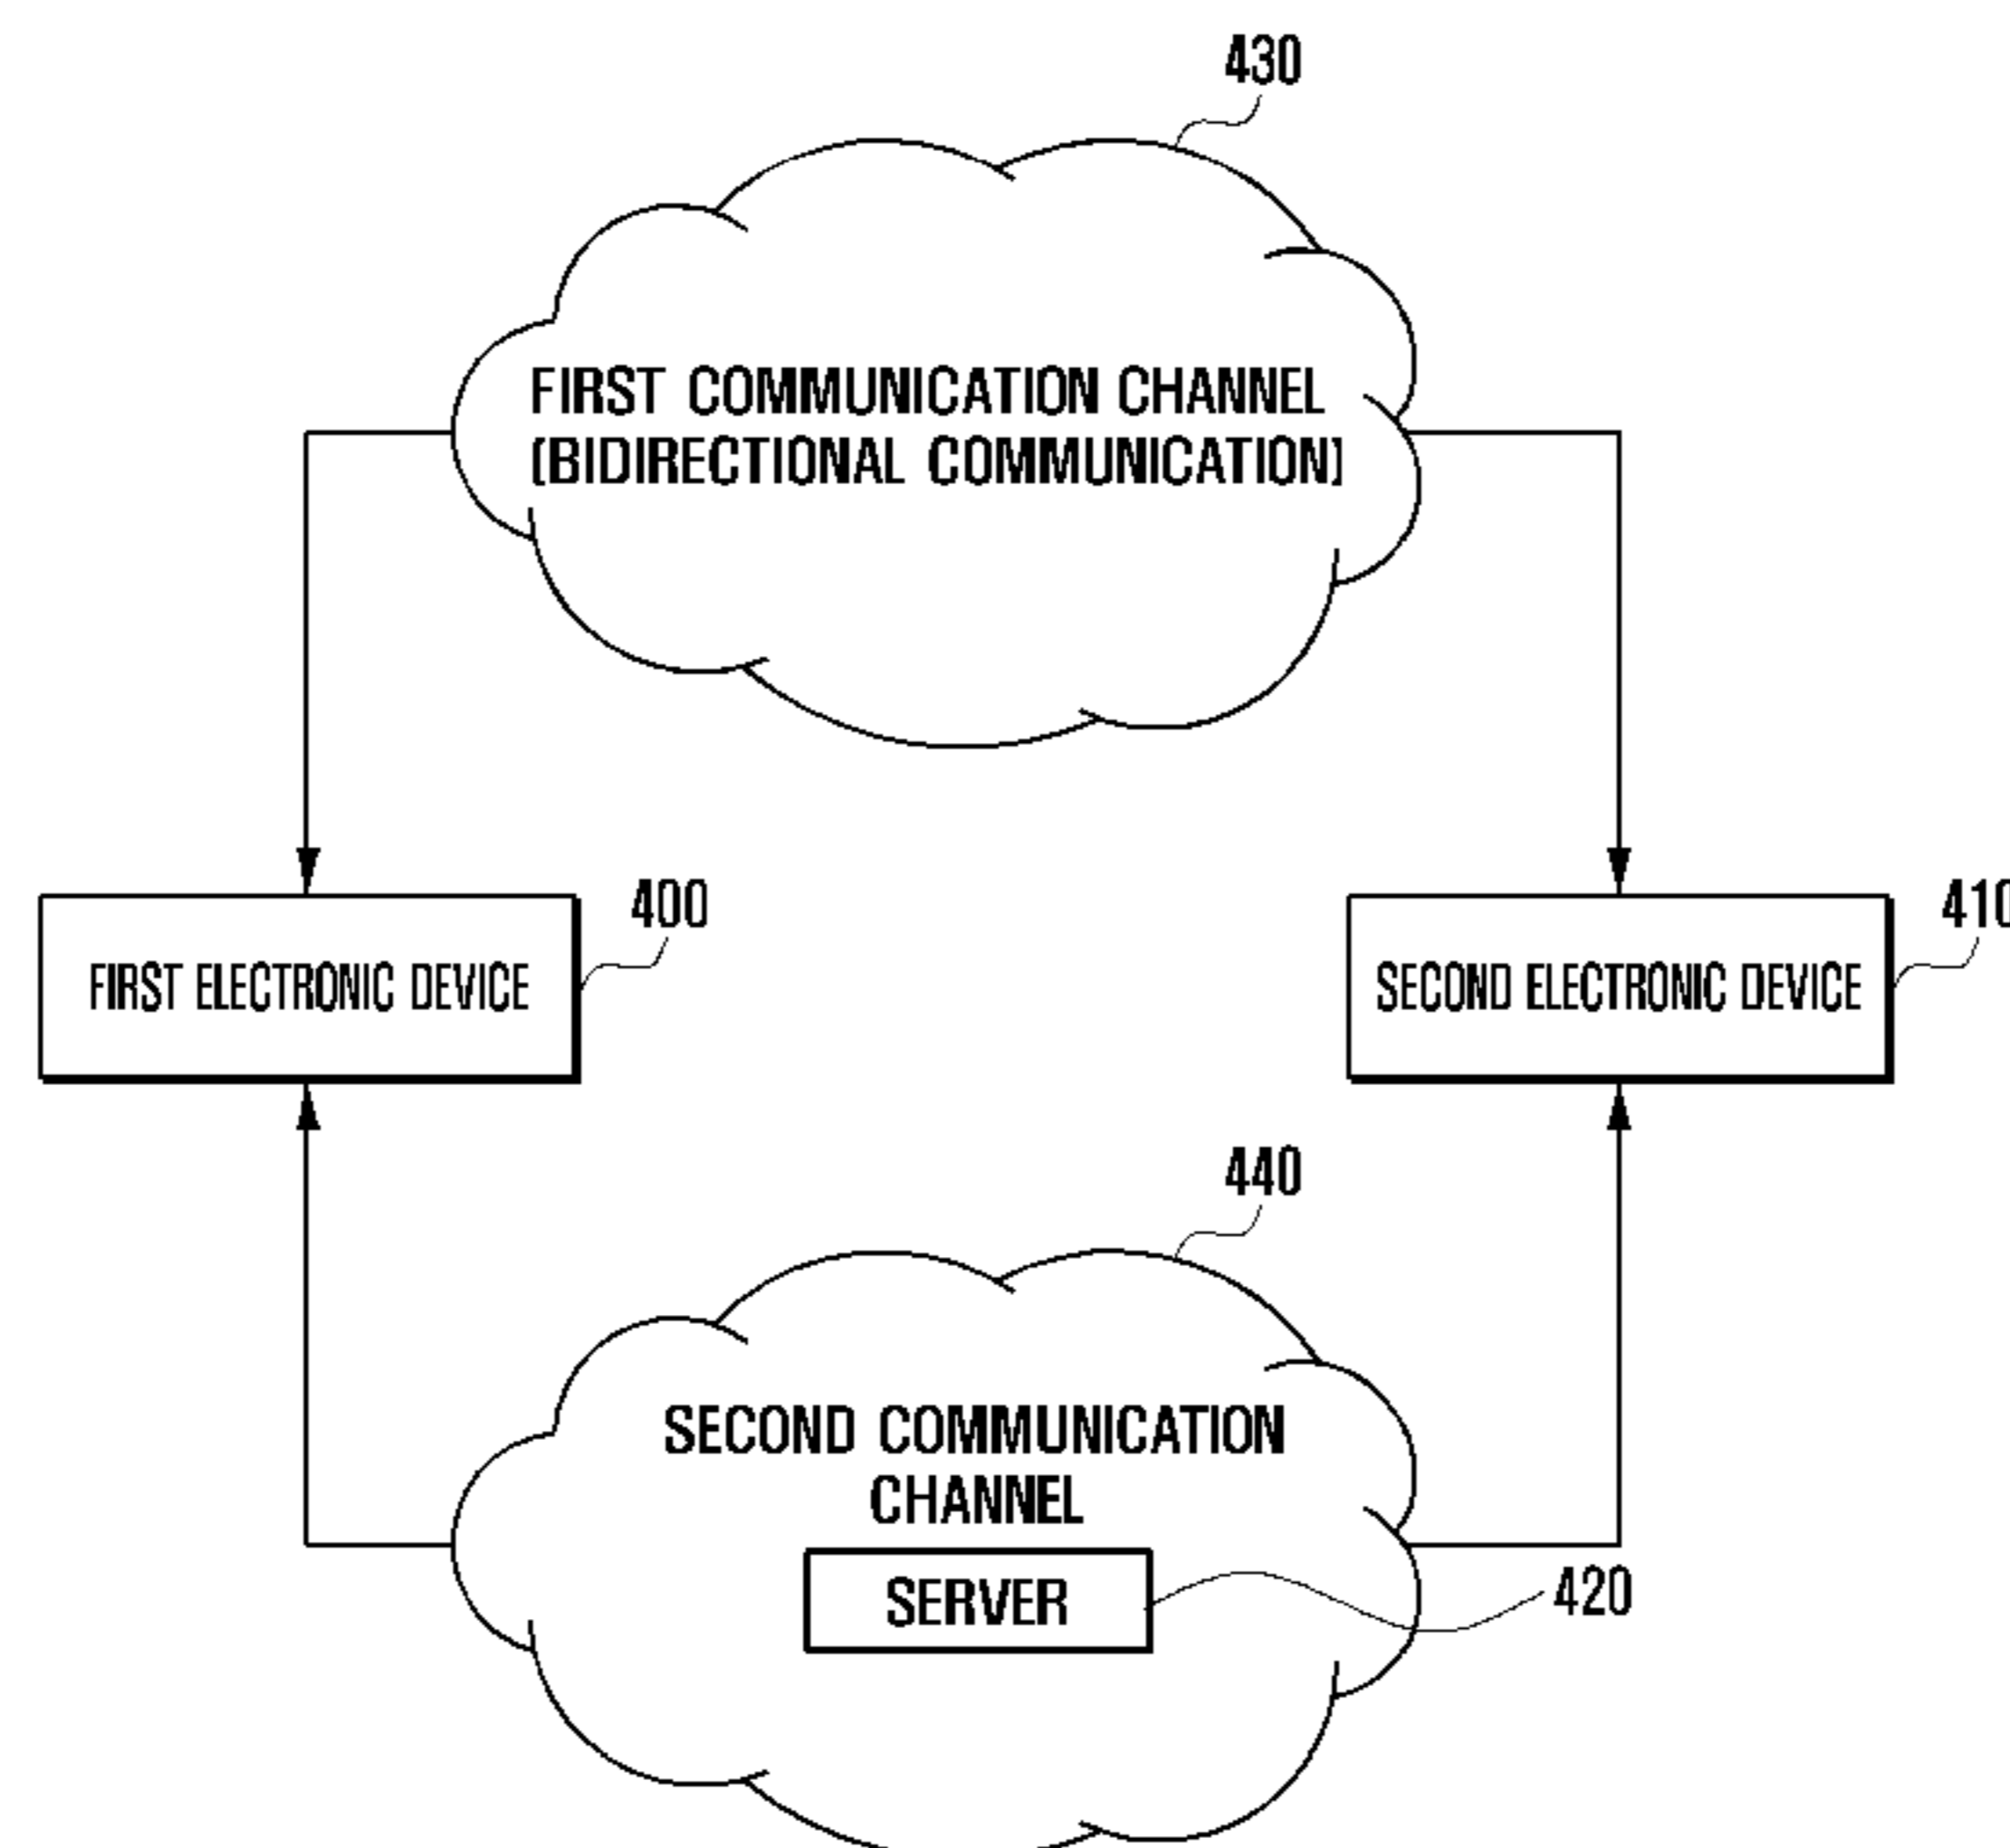 430
FIRST COMMUNICATION CHANNEL
(BIDIRECTIONAL COMMUNICATION)
400
410
FIRST ELECTRONIC DEVICE
SECOND ELECTRONIC DEVICE
440
SECOND COMMUNICATION
CHANNEL
SERVER
420